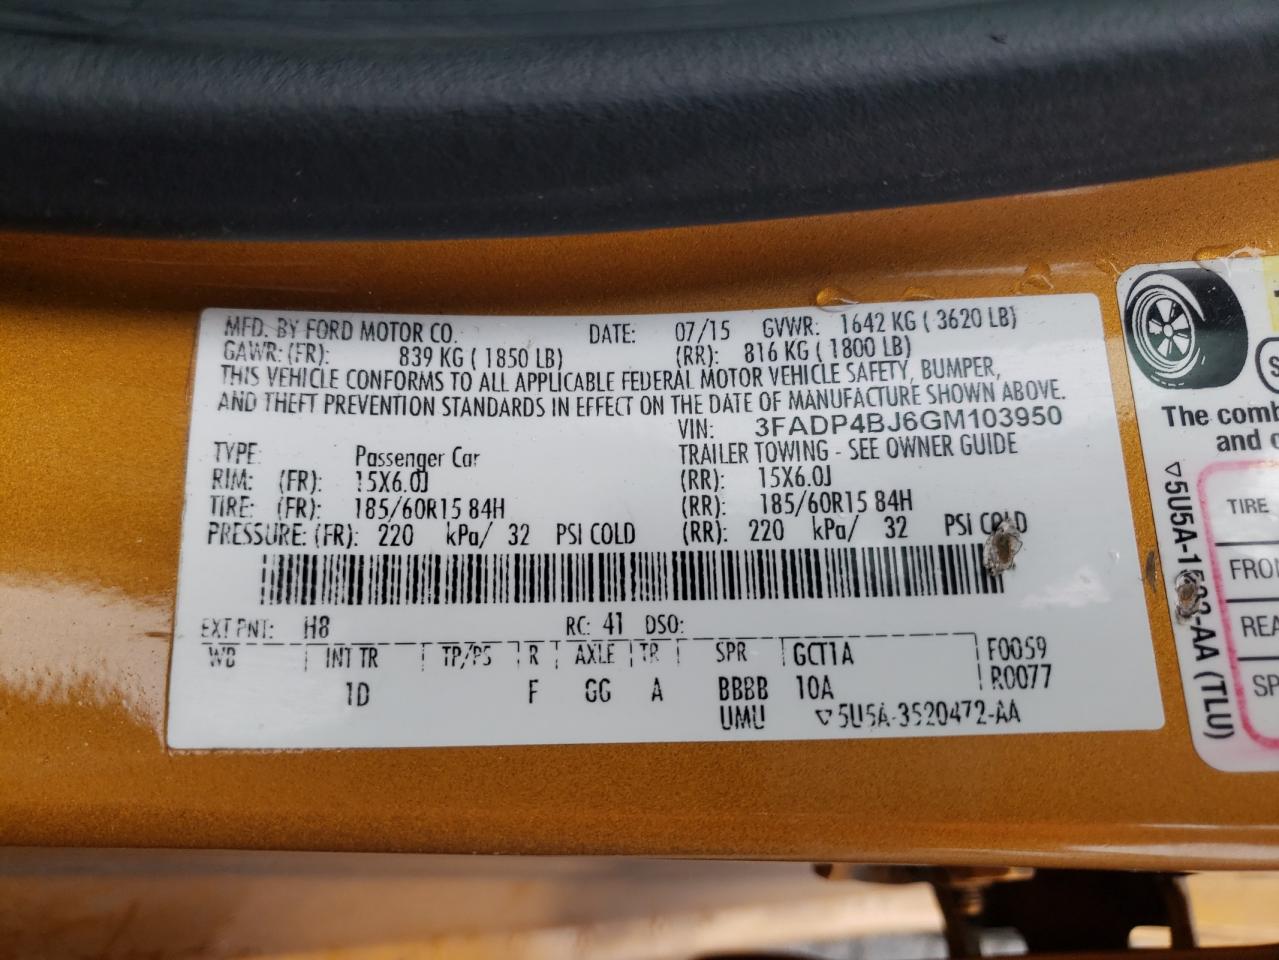 MFD. BY FORD MOTOR CO. DATE: 07/15 GVWR: 1642 KG ( 3620 LB)
GAWR: (FR): 839 KG ( 1850 LB) (RR): 816 KG ( 1800 LB)
THIS VEHICLE CONFORMS TO ALL APPLICABLE FEDERAL MOTOR VEHICLE SAFETY, BUMPER,
AND THEFT PREVENTION STANDARDS IN EFFECT ON THE DATE OF MANUFACTURE SHOWN ABOVE.
VIN: 3FADP4BJ6GM103950
TYPE: Passenger Car TRAILER TOWING - SEE OWNER GUIDE
RIM: (FR): 15X6.0J (RR): 15X6.0J
TIRE: (FR): 185/60R15 84H (RR): 185/60R15 84H
PRESSURE: (FR): 220 kPa/ 32 PSI COLD (RR): 220 kPa/ 32 PSI COLD
EXT PNT: H8 RC: 41 DSO:
WB INT TR TP/PS R AXLE TR SPR GCT1A F0059
1D F GG A BBBB 10A R0077
UMU ▽5U5A-3520472-AA
The comb
and
TIRE
FRON
REA
SP
(TLU)